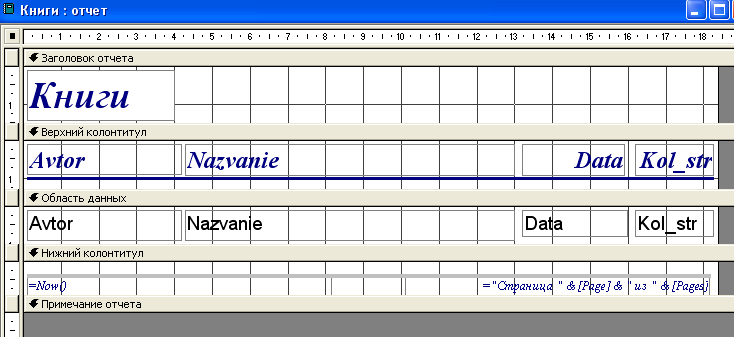 Книги : отчет
1 2 3 4 5 6 7 8 9 10 11 12 13 14 15 16 17 18
Заголовок отчета
Книги
1
Верхний колонтитул
Avtor Nazvanie Data Kol_str
1
Область данных
Avtor Nazvanie Data Kol_str
Нижний колонтитул
=Now() ="Страница " & [Page] & " из " & [Pages]
Примечание отчета